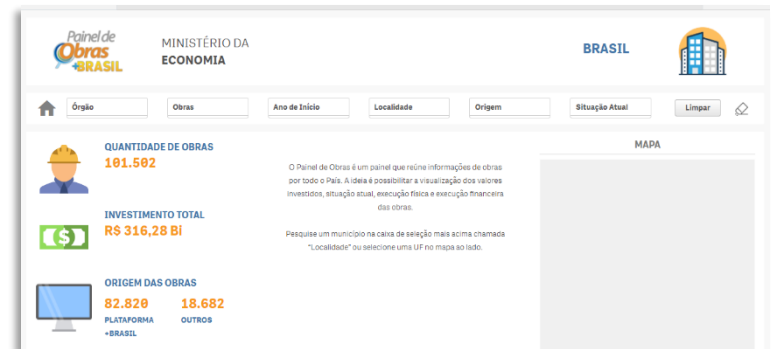 Painel de
Obras
+BRASIL
MINISTÉRIO DA
ECONOMIA
BRASIL
Órgão
Obras
Ano de Início
Localidade
Origem
Situação Atual
Limpar
QUANTIDADE DE OBRAS
101.502
INVESTIMENTO TOTAL
R$ 316,28 Bi
ORIGEM DAS OBRAS
82.820
18.682
PLATAFORMA
+BRASIL
OUTROS
O Painel de Obras é um painel que reúne informações de obras
por todo o País. A ideia é possibilitar a visualização dos valores
investidos, situação atual, execução física e execução financeira
das obras.
Pesquise um município na caixa de seleção mais acima chamada
"Localidade" ou selecione uma UF no mapa ao lado.
MAPA